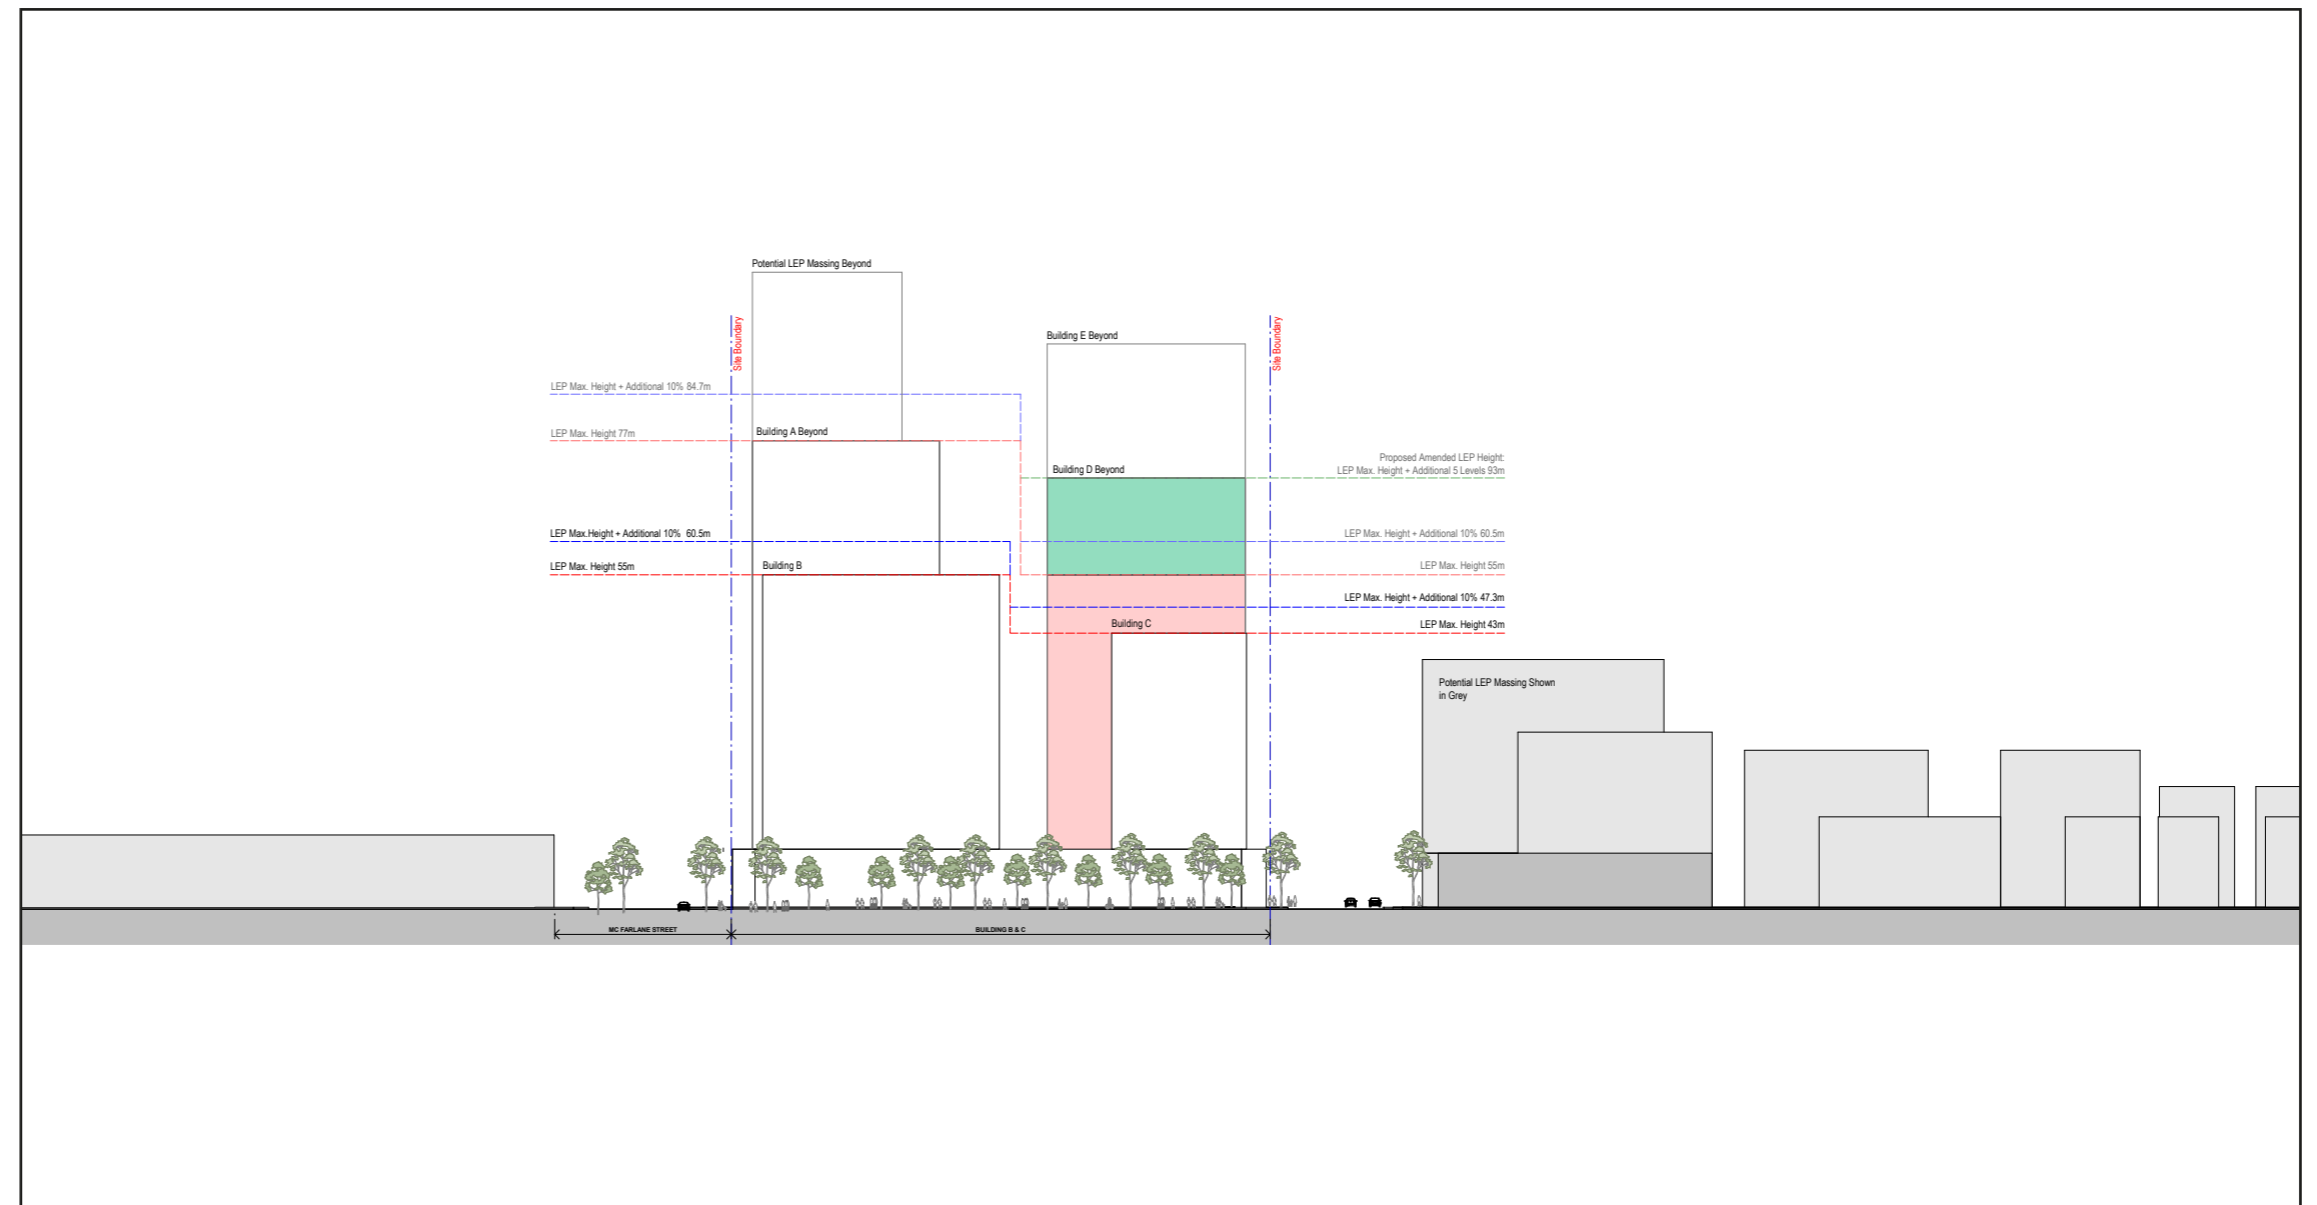 Potential LEP Massing Beyond
Site Boundary
Site Boundary
Building E Beyond
LEP Max. Height + Additional 10% 84.7m
LEP Max. Height 77m
Building A Beyond
Proposed Amended LEP Height:
LEP Max. Height + Additional 5 Levels 93m
Building D Beyond
LEP Max.Height + Additional 10% 60.5m
LEP Max. Height + Additional 10% 60.5m
LEP Max. Height 55m
Building B
LEP Max. Height 55m
LEP Max. Height + Additional 10% 47.3m
Building C
LEP Max. Height 43m
Potential LEP Massing Shown
in Grey
MC FARLANE STREET
BUILDING B & C